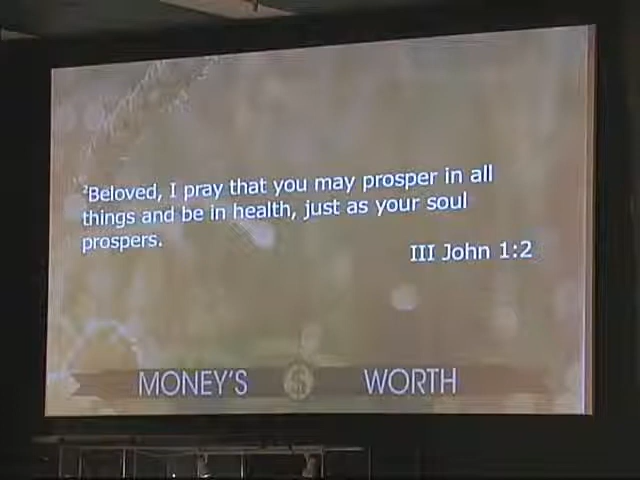 ²Beloved, I pray that you may prosper in all
things and be in health, just as your soul
prospers.
III John 1:2
MONEY'S $ WORTH